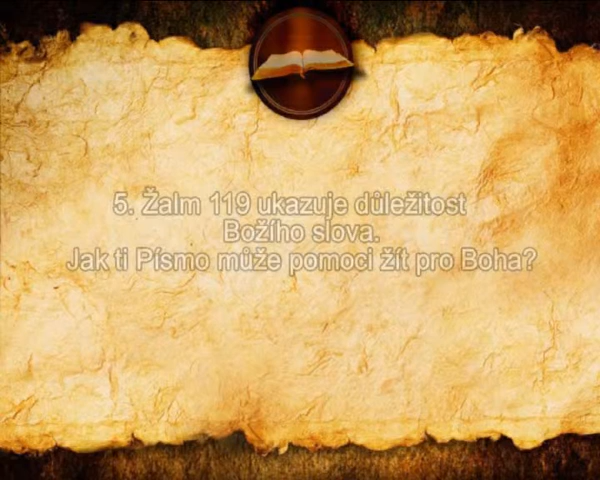 5. Žalm 119 ukazuje důležitost
Božího slova.
Jak ti Písmo může pomoci žít pro Boha?